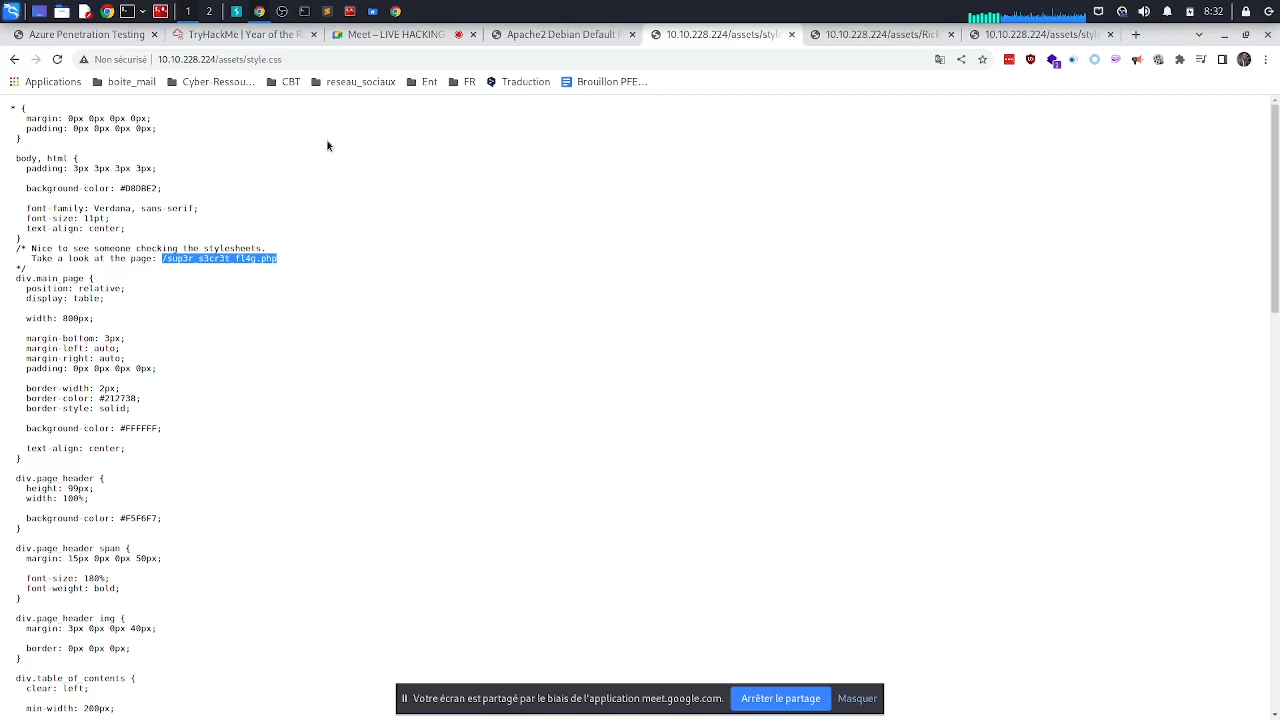 1 2 8:32
Azure Penetration Testing TryHackMe | Year of the Meet – LIVE HACKING Apache2 Debian Default 10.10.228.224/assets/style 10.10.228.224/assets/Rick 10.10.228.224/assets/style
Non sécurisé 10.10.228.224/assets/style.css
Applications boite_mail Cyber-Ressou... CBT reseau_sociaux Ent FR Traduction Brouillon PFE...
* {
margin: 0px 0px 0px 0px;
padding: 0px 0px 0px 0px;
}
body, html {
padding: 3px 3px 3px 3px;
background-color: #D8DBE2;
font-family: Verdana, sans-serif;
font-size: 11pt;
text-align: center;
}
/* Nice to see someone checking the stylesheets.
Take a look at the page: /sup3r_s3cr3t_fl4g.php
*/
div.main_page {
position: relative;
display: table;
width: 800px;
margin-bottom: 3px;
margin-left: auto;
margin-right: auto;
padding: 0px 0px 0px 0px;
border-width: 2px;
border-color: #212738;
border-style: solid;
background-color: #FFFFFF;
text-align: center;
}
div.page_header {
height: 99px;
width: 100%;
background-color: #F5F6F7;
}
div.page_header span {
margin: 15px 0px 0px 50px;
font-size: 180%;
font-weight: bold;
}
div.page_header img {
margin: 3px 0px 0px 40px;
border: 0px 0px 0px;
}
div.table_of_contents {
clear: left;
min-width: 200px;
Votre écran est partagé par le biais de l'application meet.google.com. Arrêter le partage Masquer